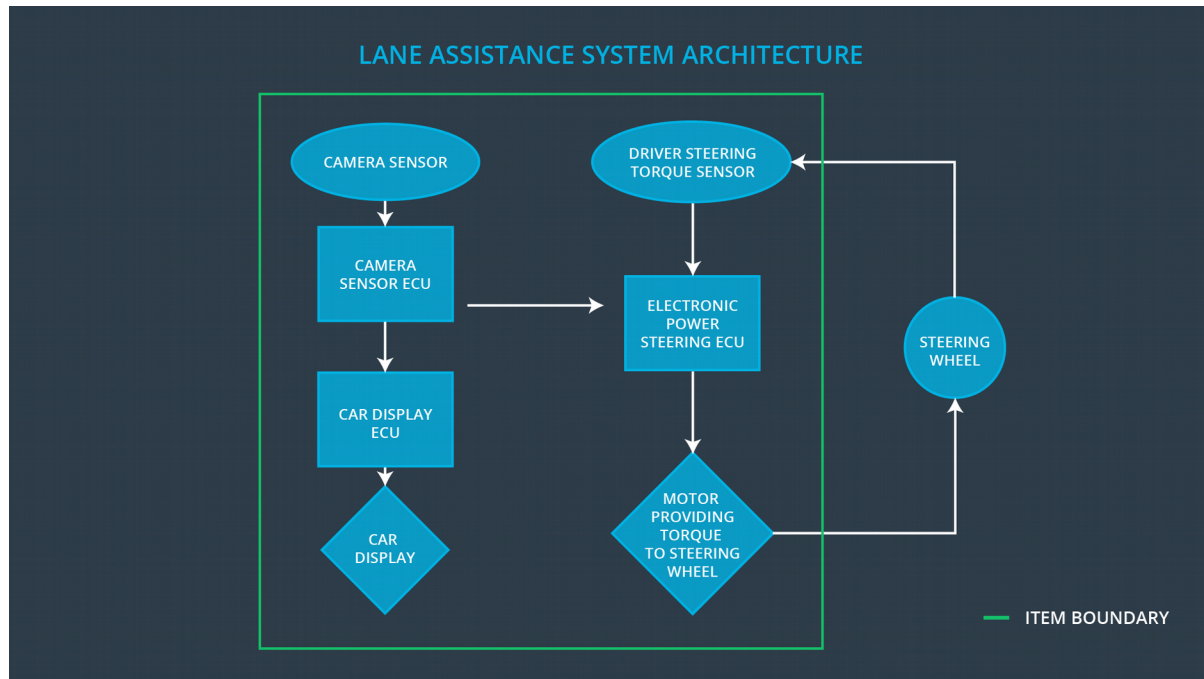 LANE ASSISTANCE SYSTEM ARCHITECTURE
CAMERA SENSOR
DRIVER STEERING
TORQUE SENSOR
CAMERA
SENSOR ECU
ELECTRONIC
POWER
STEERING ECU
STEERING
WHEEL
CAR DISPLAY
ECU
CAR
DISPLAY
MOTOR
PROVIDING
TORQUE
TO STEERING
WHEEL
ITEM BOUNDARY